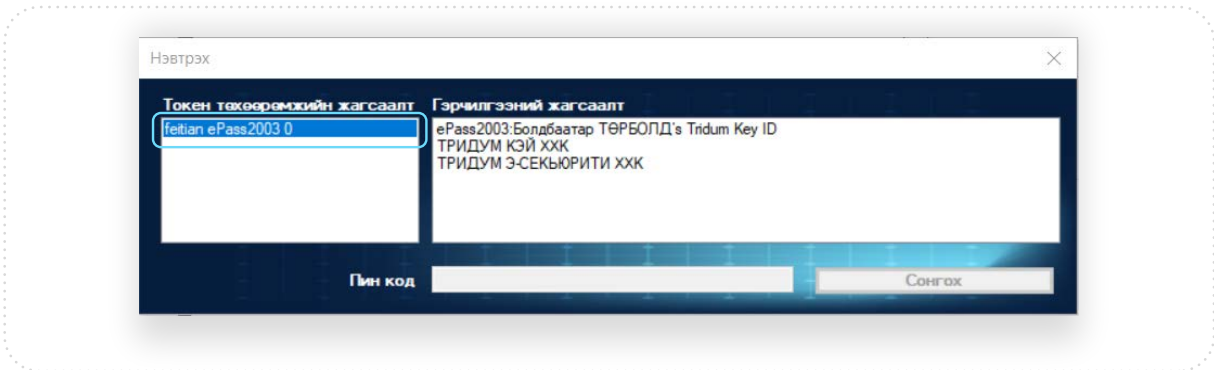 Нэвтрэх
Токен төхөөрөмжийн жагсаалт
Гэрчилгээний жагсаалт
feitian ePass2003 0
ePass2003:Болдбаатар ТӨРБОЛД's Tridum Key ID
ТРИДУМ КЭЙ ХХК
ТРИДУМ Э-СЕКЬЮРИТИ ХХК
Пин код
Сонгох